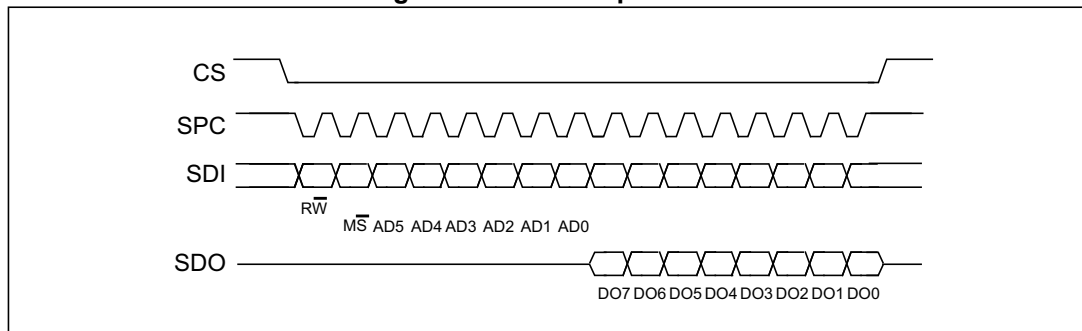 CS
SPC
SDI
RW̅
MS̅ AD5 AD4 AD3 AD2 AD1 AD0
SDO
DO7 DO6 DO5 DO4 DO3 DO2 DO1 DO0